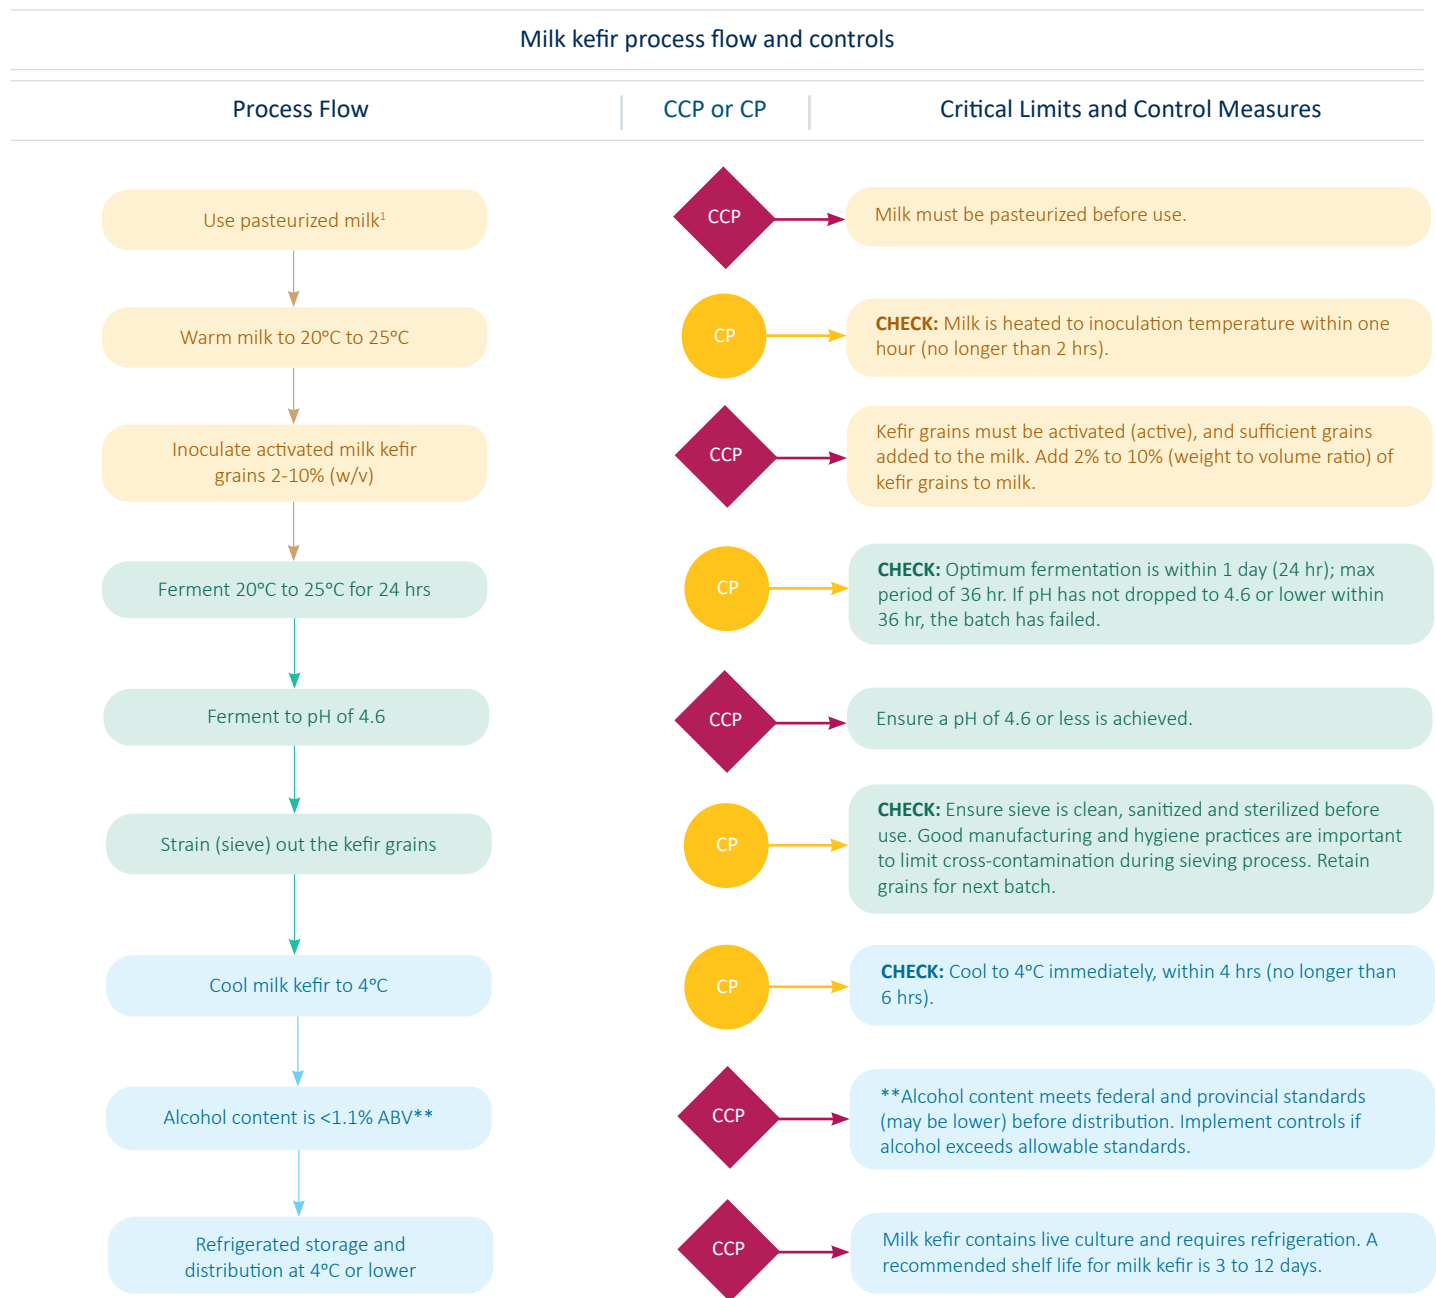 Milk kefir process flow and controls
Process Flow
CCP or CP
Critical Limits and Control Measures
Use pasteurized milk¹
CCP
Milk must be pasteurized before use.
Warm milk to 20ºC to 25ºC
CP
CHECK: Milk is heated to inoculation temperature within one
hour (no longer than 2 hrs).
Inoculate activated milk kefir
grains 2-10% (w/v)
CCP
Kefir grains must be activated (active), and sufficient grains
added to the milk. Add 2% to 10% (weight to volume ratio) of
kefir grains to milk.
Ferment 20ºC to 25ºC for 24 hrs
CP
CHECK: Optimum fermentation is within 1 day (24 hr); max
period of 36 hr. If pH has not dropped to 4.6 or lower within
36 hr, the batch has failed.
Ferment to pH of 4.6
CCP
Ensure a pH of 4.6 or less is achieved.
Strain (sieve) out the kefir grains
CP
CHECK: Ensure sieve is clean, sanitized and sterilized before
use. Good manufacturing and hygiene practices are important
to limit cross-contamination during sieving process. Retain
grains for next batch.
Cool milk kefir to 4ºC
CP
CHECK: Cool to 4ºC immediately, within 4 hrs (no longer than
6 hrs).
Alcohol content is <1.1% ABV**
CCP
**Alcohol content meets federal and provincial standards
(may be lower) before distribution. Implement controls if
alcohol exceeds allowable standards.
Refrigerated storage and
distribution at 4ºC or lower
CCP
Milk kefir contains live culture and requires refrigeration. A
recommended shelf life for milk kefir is 3 to 12 days.